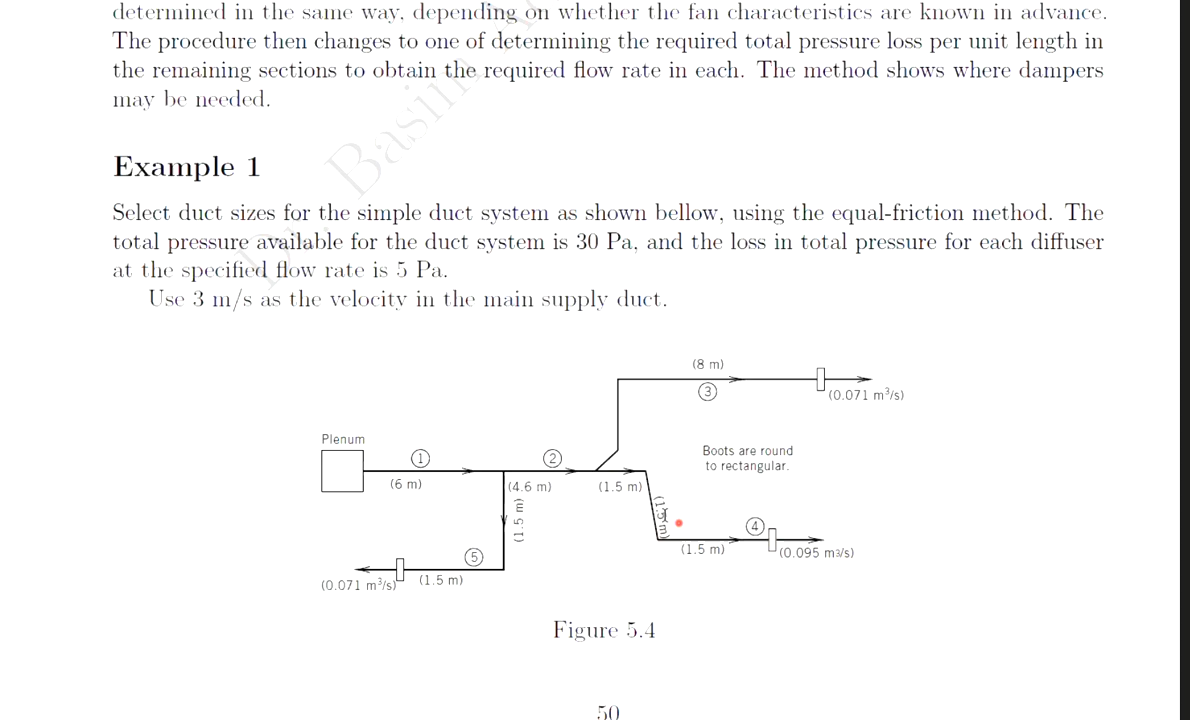 determined in the same way, depending on whether the fan characteristics are known in advance.
The procedure then changes to one of determining the required total pressure loss per unit length in
the remaining sections to obtain the required flow rate in each. The method shows where dampers
may be needed.
Example 1
Select duct sizes for the simple duct system as shown bellow, using the equal-friction method. The
total pressure available for the duct system is 30 Pa, and the loss in total pressure for each diffuser
at the specified flow rate is 5 Pa.
Use 3 m/s as the velocity in the main supply duct.
(8 m)
3
(0.071 m³/s)
Plenum
1
2
Boots are round
to rectangular.
(6 m)
(4.6 m)
(1.5 m)
(1.5 m)
4
(1.5 m)
(0.095 m3/s)
5
(1.5 m)
(0.071 m³/s)
Figure 5.4
50
Basim